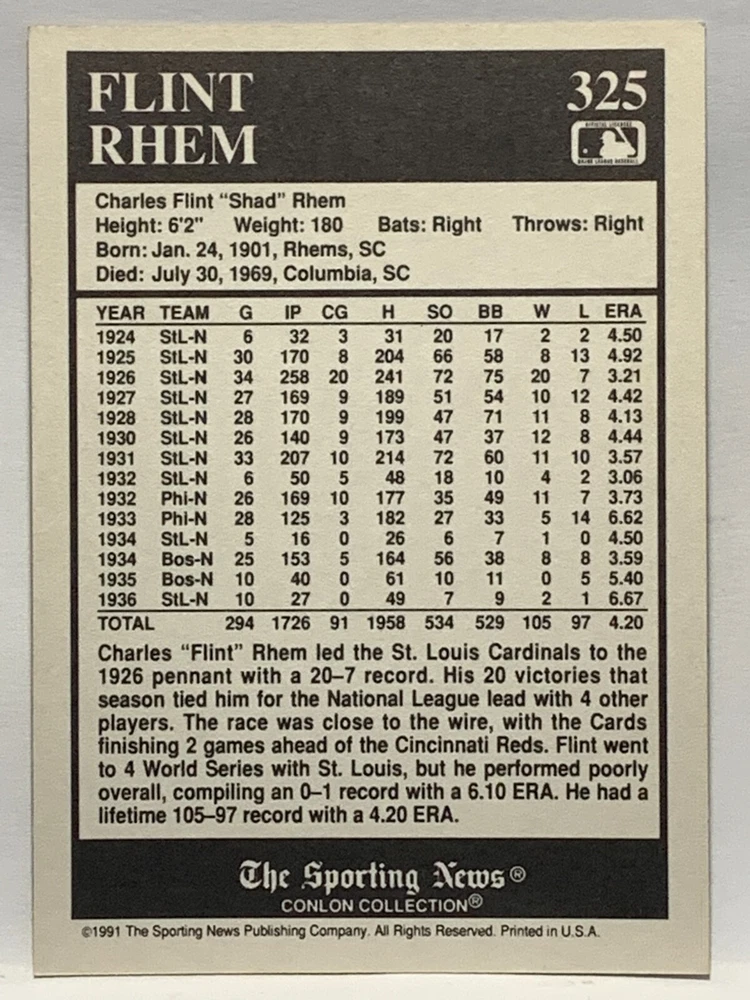 FLINT
RHEM
325
OFFICIAL LICENSEE
MAJOR LEAGUE BASEBALL
Charles Flint “Shad” Rhem
Height: 6'2" Weight: 180 Bats: Right Throws: Right
Born: Jan. 24, 1901, Rhems, SC
Died: July 30, 1969, Columbia, SC
YEAR TEAM G IP CG H SO BB W L ERA
1924 StL-N 6 32 3 31 20 17 2 2 4.50
1925 StL-N 30 170 8 204 66 58 8 13 4.92
1926 StL-N 34 258 20 241 72 75 20 7 3.21
1927 StL-N 27 169 9 189 51 54 10 12 4.42
1928 StL-N 28 170 9 199 47 71 11 8 4.13
1930 StL-N 26 140 9 173 47 37 12 8 4.44
1931 StL-N 33 207 10 214 72 60 11 10 3.57
1932 StL-N 6 50 5 48 18 10 4 2 3.06
1932 Phi-N 26 169 10 177 35 49 11 7 3.73
1933 Phi-N 28 125 3 182 27 33 5 14 6.62
1934 StL-N 5 16 0 26 6 7 1 0 4.50
1934 Bos-N 25 153 5 164 56 38 8 8 3.59
1935 Bos-N 10 40 0 61 10 11 0 5 5.40
1936 StL-N 10 27 0 49 7 9 2 1 6.67
TOTAL 294 1726 91 1958 534 529 105 97 4.20
Charles “Flint” Rhem led the St. Louis Cardinals to the
1926 pennant with a 20–7 record. His 20 victories that
season tied him for the National League lead with 4 other
players. The race was close to the wire, with the Cards
finishing 2 games ahead of the Cincinnati Reds. Flint went
to 4 World Series with St. Louis, but he performed poorly
overall, compiling an 0–1 record with a 6.10 ERA. He had a
lifetime 105–97 record with a 4.20 ERA.
The Sporting News®
CONLON COLLECTION®
©1991 The Sporting News Publishing Company. All Rights Reserved. Printed in U.S.A.